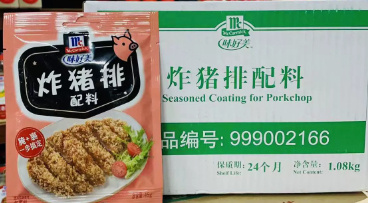 McCormick
味好美
炸猪排
配料
腌+裹
一步搞定
McCormick
味好美
炸猪排配料
Seasoned Coating for Porkchop
品编号: 999002166
保质期: 24个月
Shelf Life:
净含量: 1.08kg
Net Content: